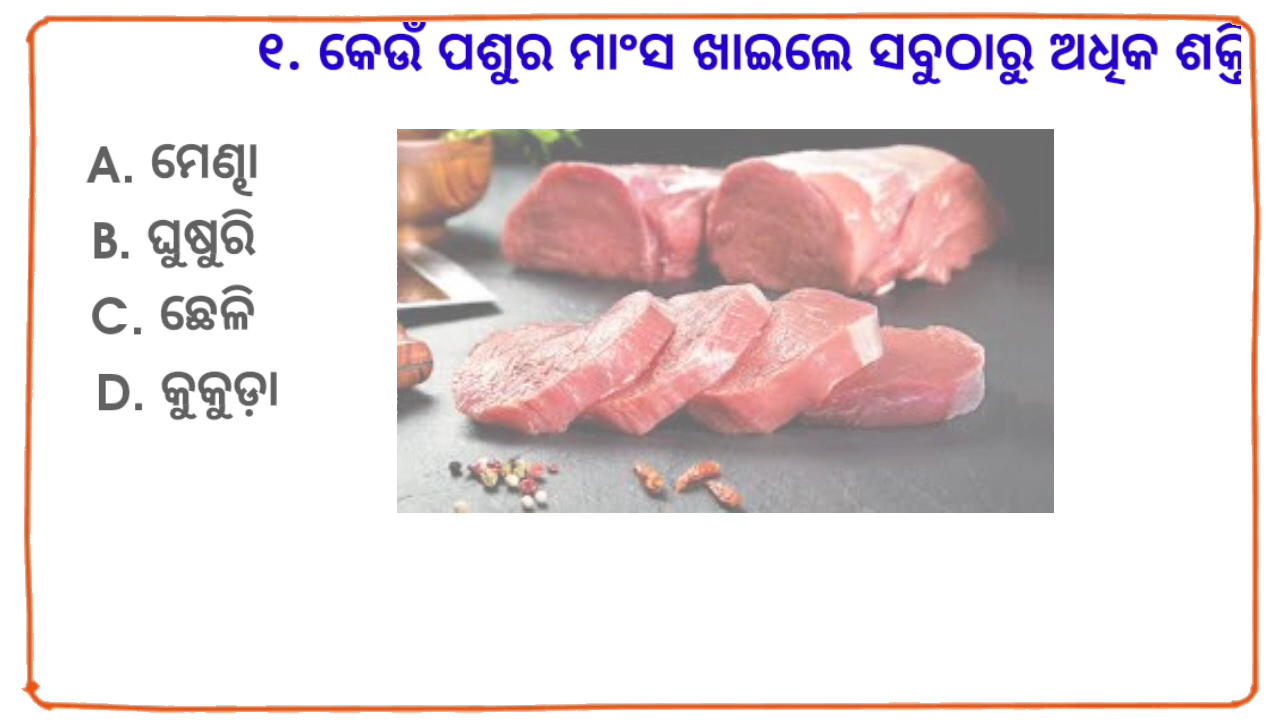 ୧. କେଉଁ ପଶୁର ମାଂସ ଖାଇଲେ ସବୁଠାରୁ ଅଧିକ ଶକ୍ତି
A. ମେଣ୍ଢା
B. ଘୁଷୁରି
C. ଛେଳି
D. କୁକୁଡ଼ା